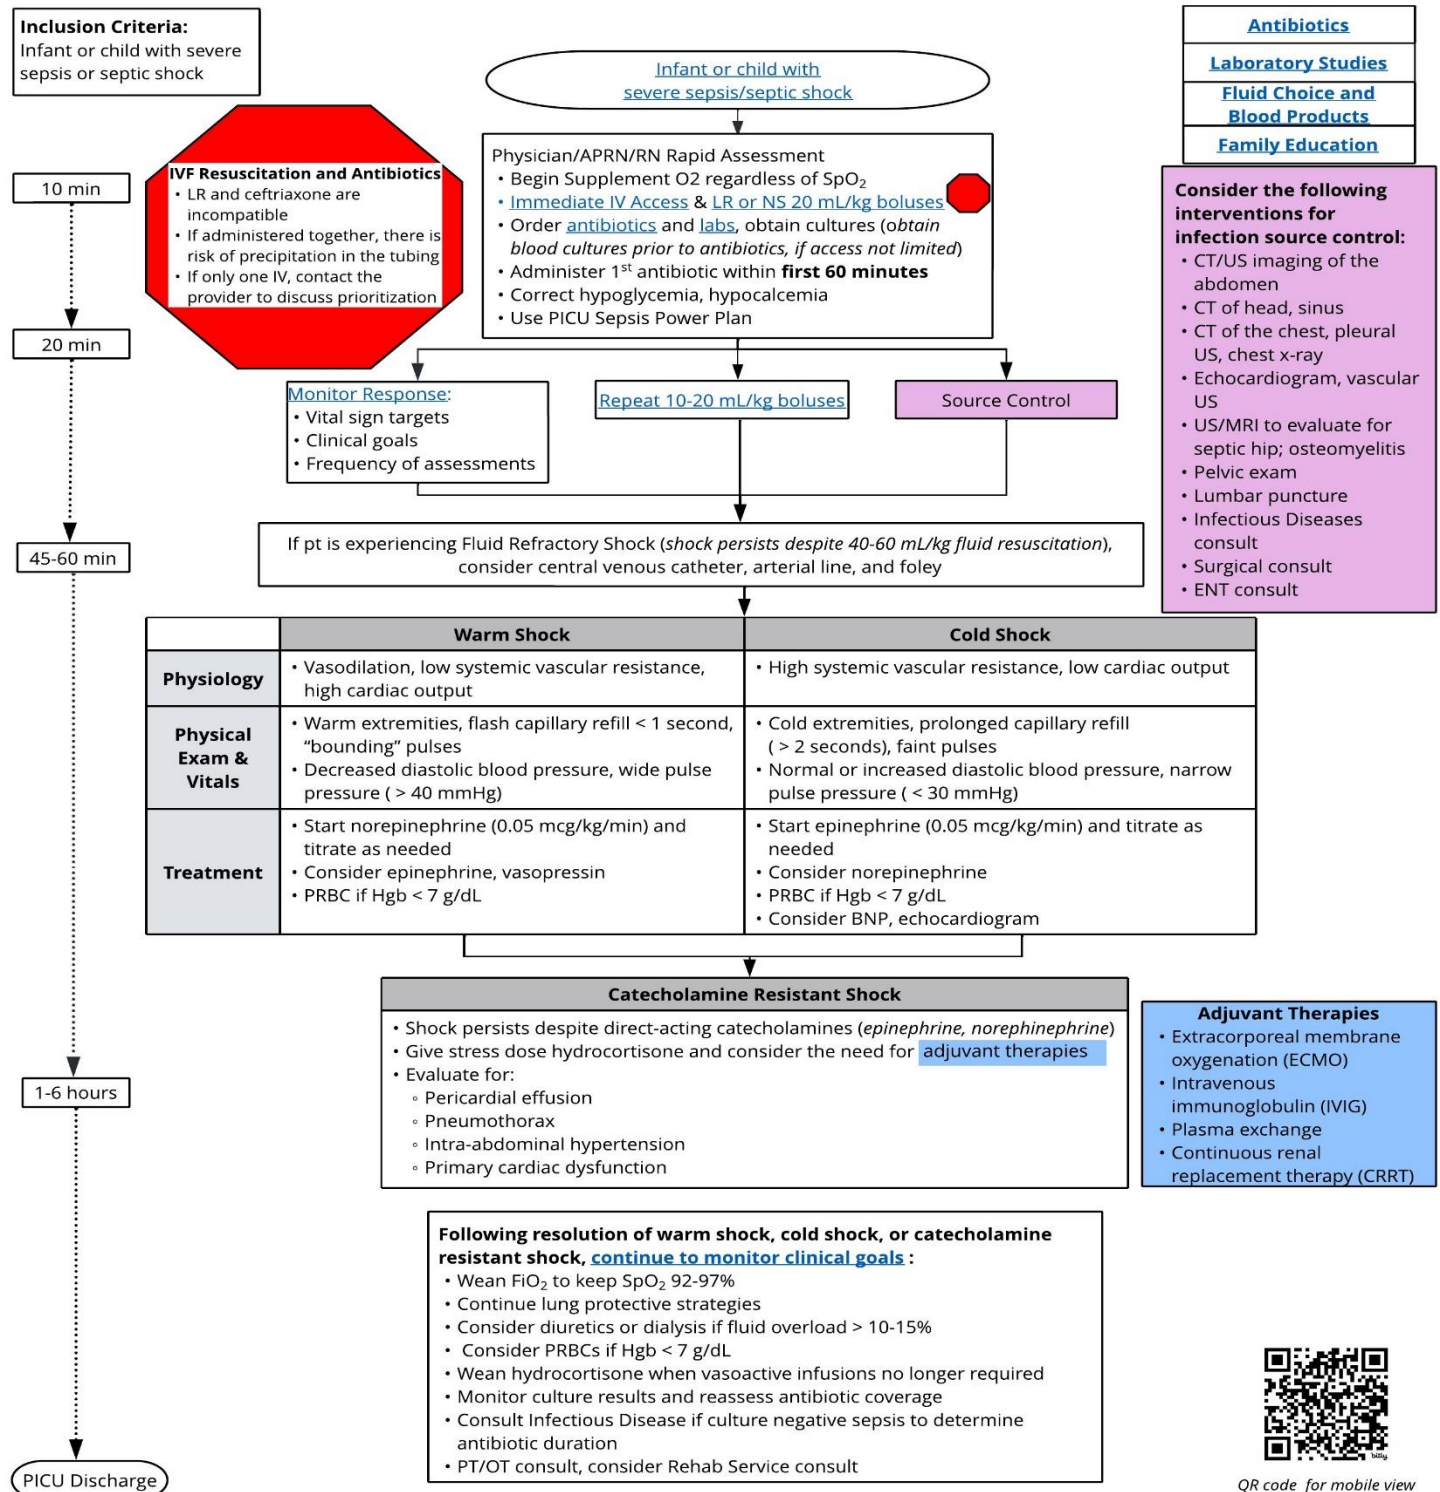 Inclusion Criteria:
Infant or child with severe
sepsis or septic shock
Infant or child with
severe sepsis/septic shock
Antibiotics
Laboratory Studies
Fluid Choice and
Blood Products
Family Education
10 min
20 min
45-60 min
1-6 hours
PICU Discharge
IVF Resuscitation and Antibiotics
• LR and ceftriaxone are
incompatible
• If administered together, there is
risk of precipitation in the tubing
• If only one IV, contact the
provider to discuss prioritization
Physician/APRN/RN Rapid Assessment
• Begin Supplement O2 regardless of SpO₂
• Immediate IV Access & LR or NS 20 mL/kg boluses
• Order antibiotics and labs, obtain cultures (obtain
blood cultures prior to antibiotics, if access not limited)
• Administer 1st antibiotic within first 60 minutes
• Correct hypoglycemia, hypocalcemia
• Use PICU Sepsis Power Plan
Consider the following
interventions for
infection source control:
• CT/US imaging of the
abdomen
• CT of head, sinus
• CT of the chest, pleural
US, chest x-ray
• Echocardiogram, vascular
US
• US/MRI to evaluate for
septic hip; osteomyelitis
• Pelvic exam
• Lumbar puncture
• Infectious Diseases
consult
• Surgical consult
• ENT consult
Monitor Response:
• Vital sign targets
• Clinical goals
• Frequency of assessments
Repeat 10-20 mL/kg boluses
Source Control
If pt is experiencing Fluid Refractory Shock (shock persists despite 40-60 mL/kg fluid resuscitation),
consider central venous catheter, arterial line, and foley
Warm Shock
Cold Shock
Physiology
• Vasodilation, low systemic vascular resistance,
high cardiac output
• High systemic vascular resistance, low cardiac output
Physical
Exam &
Vitals
• Warm extremities, flash capillary refill < 1 second,
“bounding” pulses
• Decreased diastolic blood pressure, wide pulse
pressure ( > 40 mmHg)
• Cold extremities, prolonged capillary refill
( > 2 seconds), faint pulses
• Normal or increased diastolic blood pressure, narrow
pulse pressure ( < 30 mmHg)
Treatment
• Start norepinephrine (0.05 mcg/kg/min) and
titrate as needed
• Consider epinephrine, vasopressin
• PRBC if Hgb < 7 g/dL
• Start epinephrine (0.05 mcg/kg/min) and titrate as
needed
• Consider norepinephrine
• PRBC if Hgb < 7 g/dL
• Consider BNP, echocardiogram
Catecholamine Resistant Shock
• Shock persists despite direct-acting catecholamines (epinephrine, norephinephrine)
• Give stress dose hydrocortisone and consider the need for adjuvant therapies
• Evaluate for:
◦ Pericardial effusion
◦ Pneumothorax
◦ Intra-abdominal hypertension
◦ Primary cardiac dysfunction
Adjuvant Therapies
• Extracorporeal membrane
oxygenation (ECMO)
• Intravenous
immunoglobulin (IVIG)
• Plasma exchange
• Continuous renal
replacement therapy (CRRT)
Following resolution of warm shock, cold shock, or catecholamine
resistant shock, continue to monitor clinical goals :
• Wean FiO₂ to keep SpO₂ 92-97%
• Continue lung protective strategies
• Consider diuretics or dialysis if fluid overload > 10-15%
• Consider PRBCs if Hgb < 7 g/dL
• Wean hydrocortisone when vasoactive infusions no longer required
• Monitor culture results and reassess antibiotic coverage
• Consult Infectious Disease if culture negative sepsis to determine
antibiotic duration
• PT/OT consult, consider Rehab Service consult
bitly
QR code for mobile view